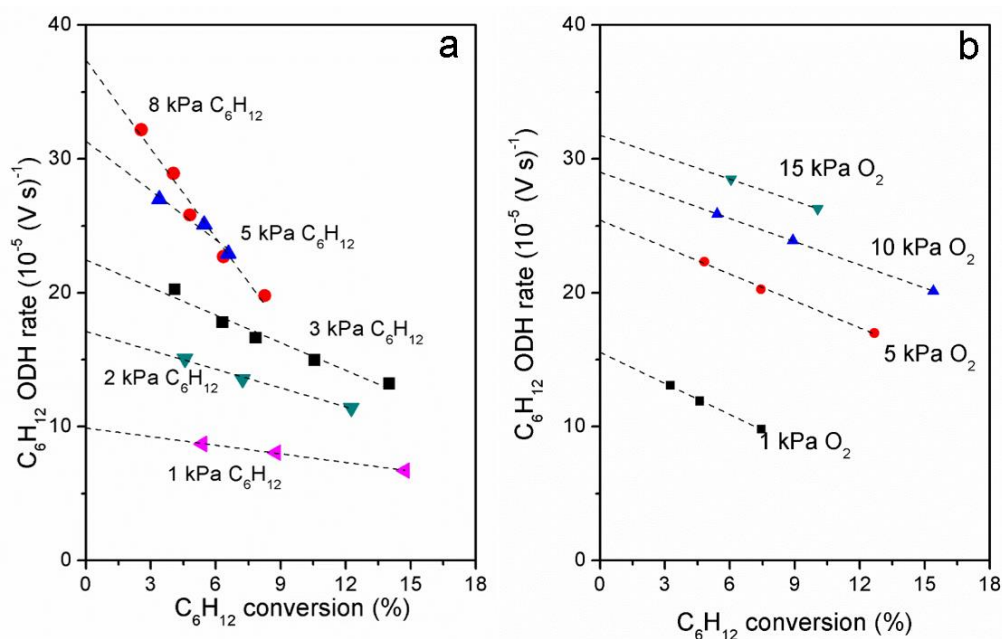 a
40
30
20
10
0
C₆H₁₂ ODH rate (10⁻⁵ (V s)⁻¹)
8 kPa C₆H₁₂
5 kPa C₆H₁₂
3 kPa C₆H₁₂
2 kPa C₆H₁₂
1 kPa C₆H₁₂
0 3 6 9 12 15 18
C₆H₁₂ conversion (%)
b
40
30
20
10
0
C₆H₁₂ ODH rate (10⁻⁵ (V s)⁻¹)
15 kPa O₂
10 kPa O₂
5 kPa O₂
1 kPa O₂
0 3 6 9 12 15 18
C₆H₁₂ conversion (%)